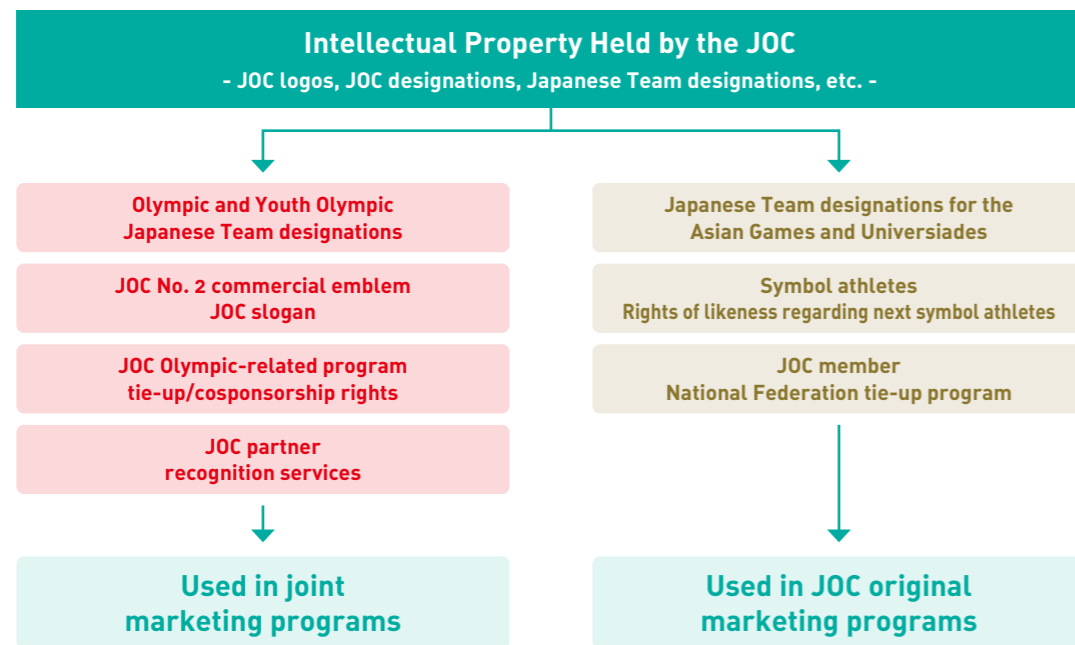 Intellectual Property Held by the JOC
- JOC logos, JOC designations, Japanese Team designations, etc. -
Olympic and Youth Olympic
Japanese Team designations
JOC No. 2 commercial emblem
JOC slogan
JOC Olympic-related program
tie-up/cosponsorship rights
JOC partner
recognition services
Used in joint
marketing programs
Japanese Team designations for the
Asian Games and Universiades
Symbol athletes
Rights of likeness regarding next symbol athletes
JOC member
National Federation tie-up program
Used in JOC original
marketing programs